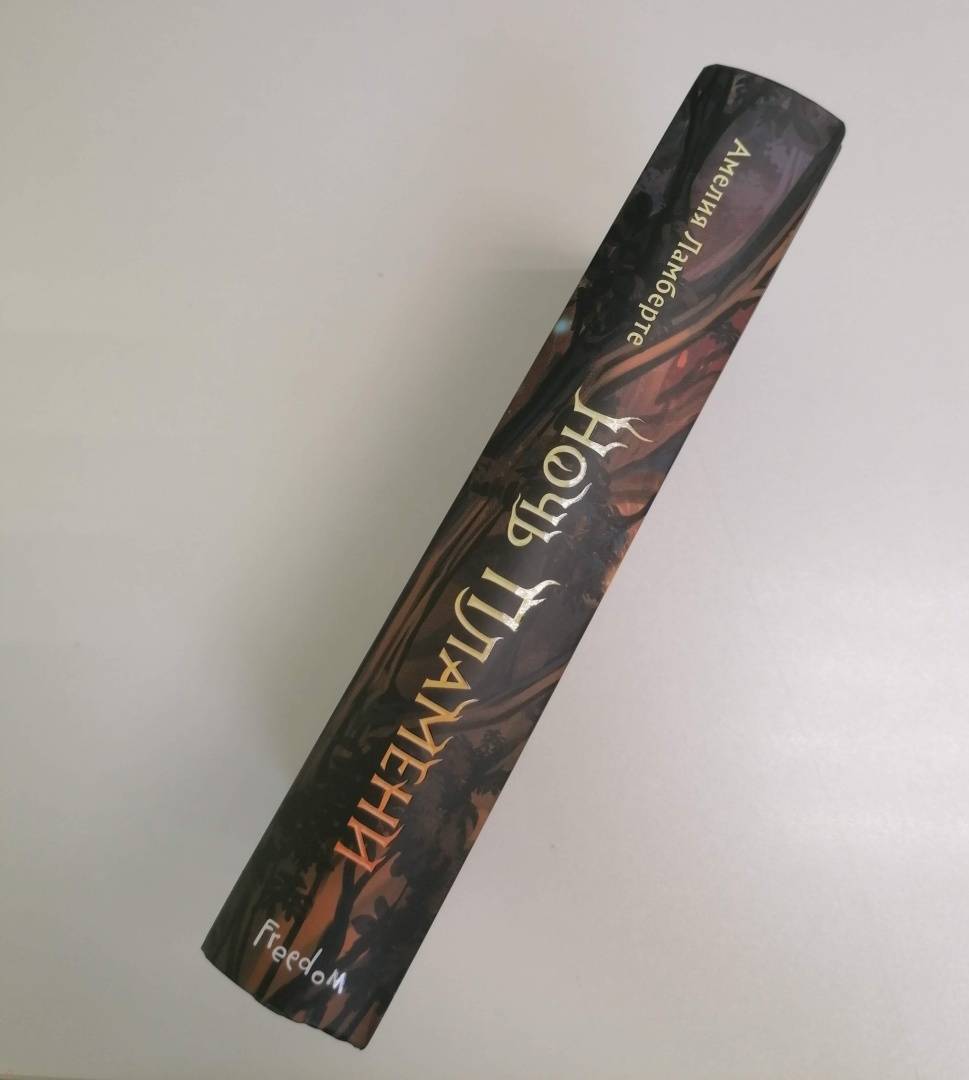 Амелия Ламберте
Ночь Пламени
Freedom